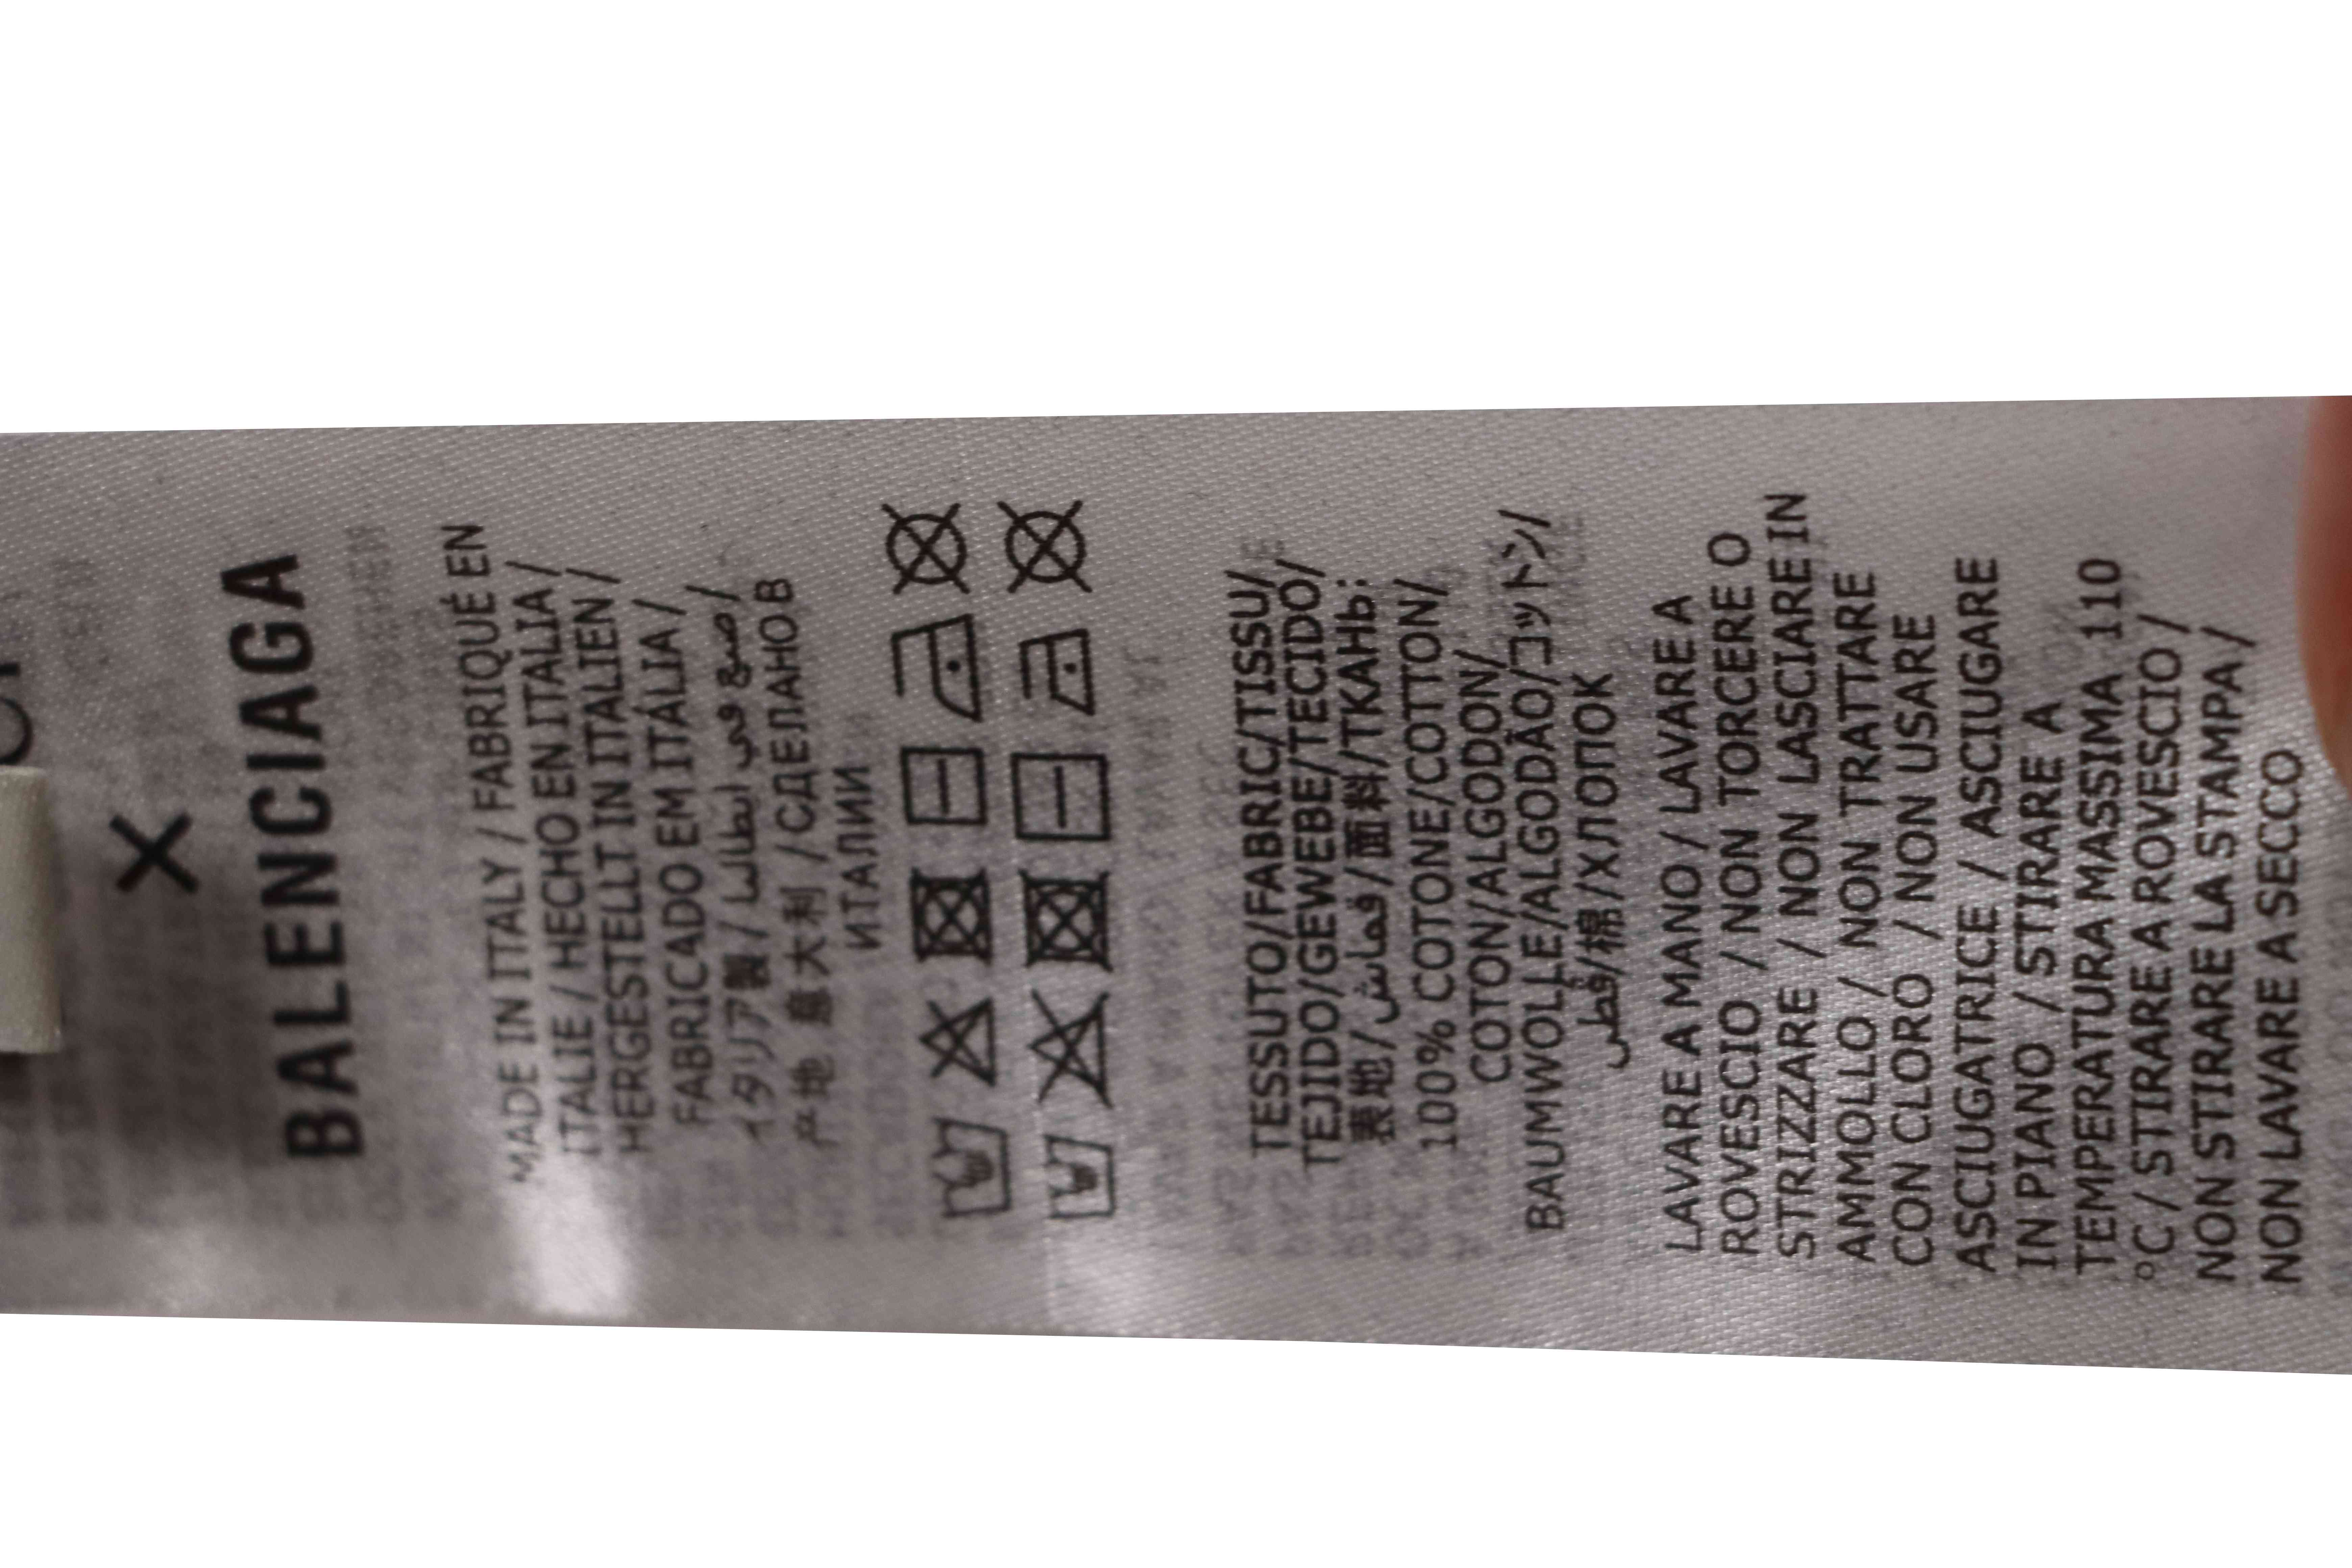 X
BALENCIAGA
MADE IN ITALY / FABRIQUÉ EN
ITALIE / HECHO EN ITALIA /
HERGESTELLT IN ITALIEN /
FABRICADO EM ITÁLIA /
イタリア製 / صنع في ايطاليا /
产地 意大利 / СДЕЛАНО В
ИТАЛИИ
TESSUTO/FABRIC/TISSU/
TEJIDO/GEWEBE/TECIDO/
表地/قماش/面料/ТКАНЬ:
100% COTONE/COTTON/
COTON/ALGODON/
BAUMWOLLE/ALGODÃO/コットン/
قطن/棉/ХЛОПОК
LAVARE A MANO / LAVARE A
ROVESCIO / NON TORCERE O
STRIZZARE / NON LASCIARE IN
AMMOLLO / NON TRATTARE
CON CLORO / NON USARE
ASCIUGATRICE / ASCIUGARE
IN PIANO / STIRARE A
TEMPERATURA MASSIMA 110
°C / STIRARE A ROVESCIO /
NON STIRARE LA STAMPA /
NON LAVARE A SECCO